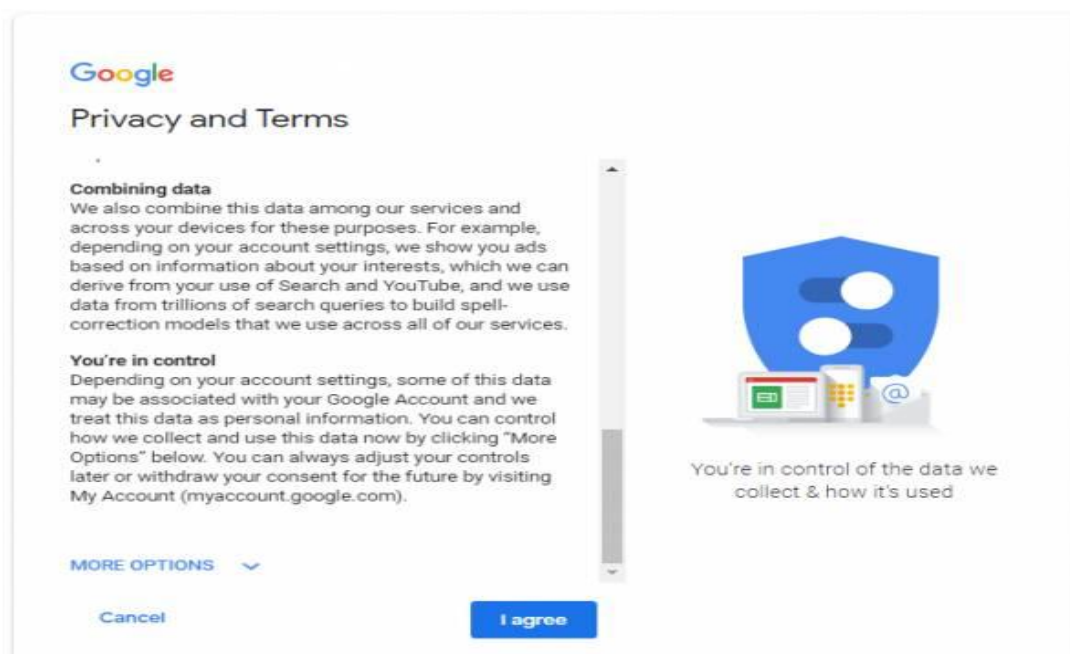 Google
Privacy and Terms
Combining data
We also combine this data among our services and
across your devices for these purposes. For example,
depending on your account settings, we show you ads
based on information about your interests, which we can
derive from your use of Search and YouTube, and we use
data from trillions of search queries to build spell-
correction models that we use across all of our services.
You're in control
Depending on your account settings, some of this data
may be associated with your Google Account and we
treat this data as personal information. You can control
how we collect and use this data now by clicking "More
Options" below. You can always adjust your controls
later or withdraw your consent for the future by visiting
My Account (myaccount.google.com).
MORE OPTIONS
Cancel
I agree
@
You're in control of the data we
collect & how it's used